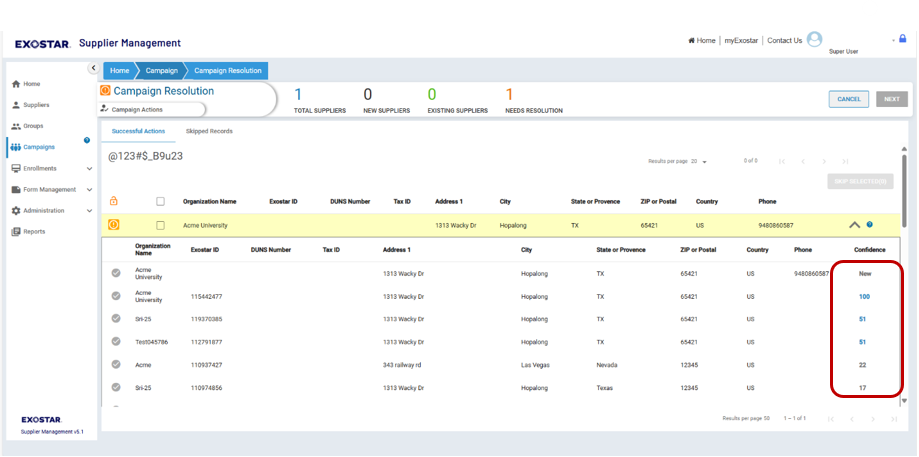 EXOSTAR. Supplier Management
Home | myExostar | Contact Us
Super User
Home Campaign Campaign Resolution
Home
Suppliers
Groups
Campaigns
Enrollments
Form Management
Administration
Reports
Campaign Resolution
Campaign Actions
1 0 0 1
TOTAL SUPPLIERS NEW SUPPLIERS EXISTING SUPPLIERS NEEDS RESOLUTION
CANCEL NEXT
Successful Actions Skipped Records
@123#$_B9u23
Results per page 20 0 of 0
SKIP SELECTED(0)
Organization Name Exostar ID DUNS Number Tax ID Address 1 City State or Provence ZIP or Postal Country Phone
Acme University 1313 Wacky Dr Hopalong TX 65421 US 9480860587
Organization Name Exostar ID DUNS Number Tax ID Address 1 City State or Provence ZIP or Postal Country Phone Confidence
Acme University 1313 Wacky Dr Hopalong TX 65421 US 9480860587 New
Acme University 115442477 1313 Wacky Dr Hopalong TX 65421 US 100
Sri-25 119370385 1313 Wacky Dr Hopalong TX 65421 US 51
Test045786 112791877 1313 Wacky Dr Hopalong TX 65421 US 51
Acme 110937427 343 railway rd Las Vegas Nevada 12345 US 22
Sri-25 110974856 1313 Wacky Dr Hopalong Texas 12345 US 17
Results per page 50 1 – 1 of 1
EXOSTAR.
Supplier Management v5.1